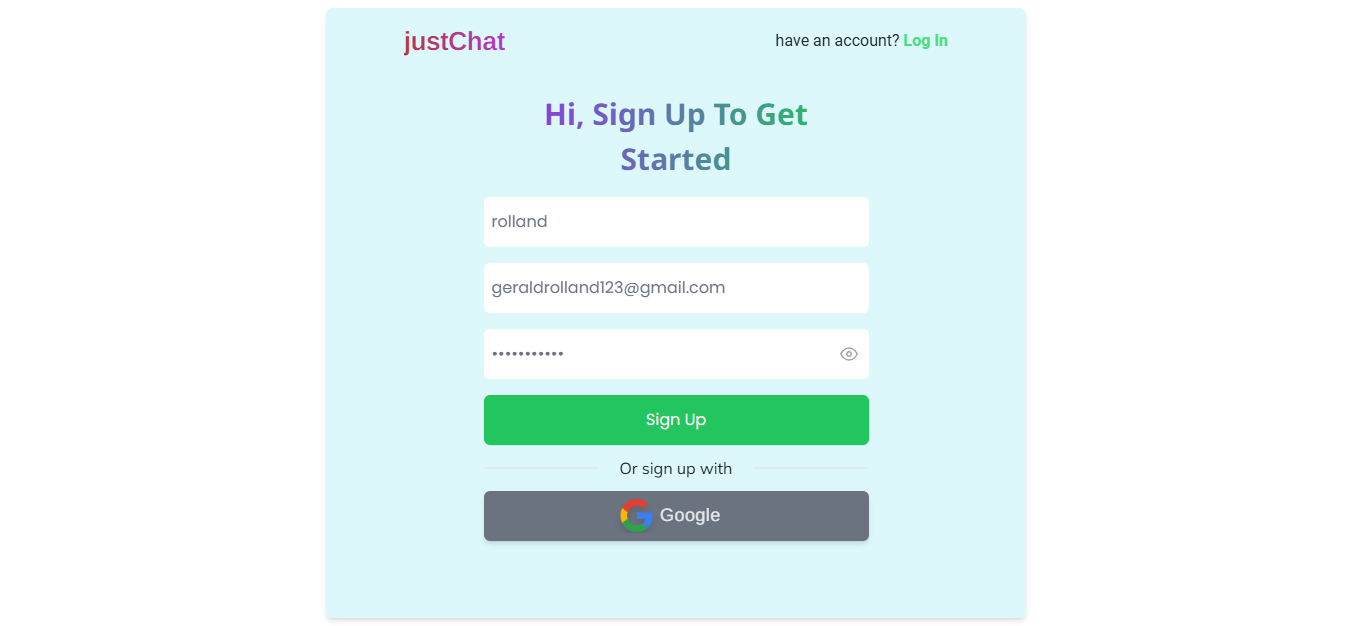 justChat
have an account? Log In
Hi, Sign Up To Get
Started
rolland
geraldrolland123@gmail.com
•••••••••••
Sign Up
Or sign up with
Google